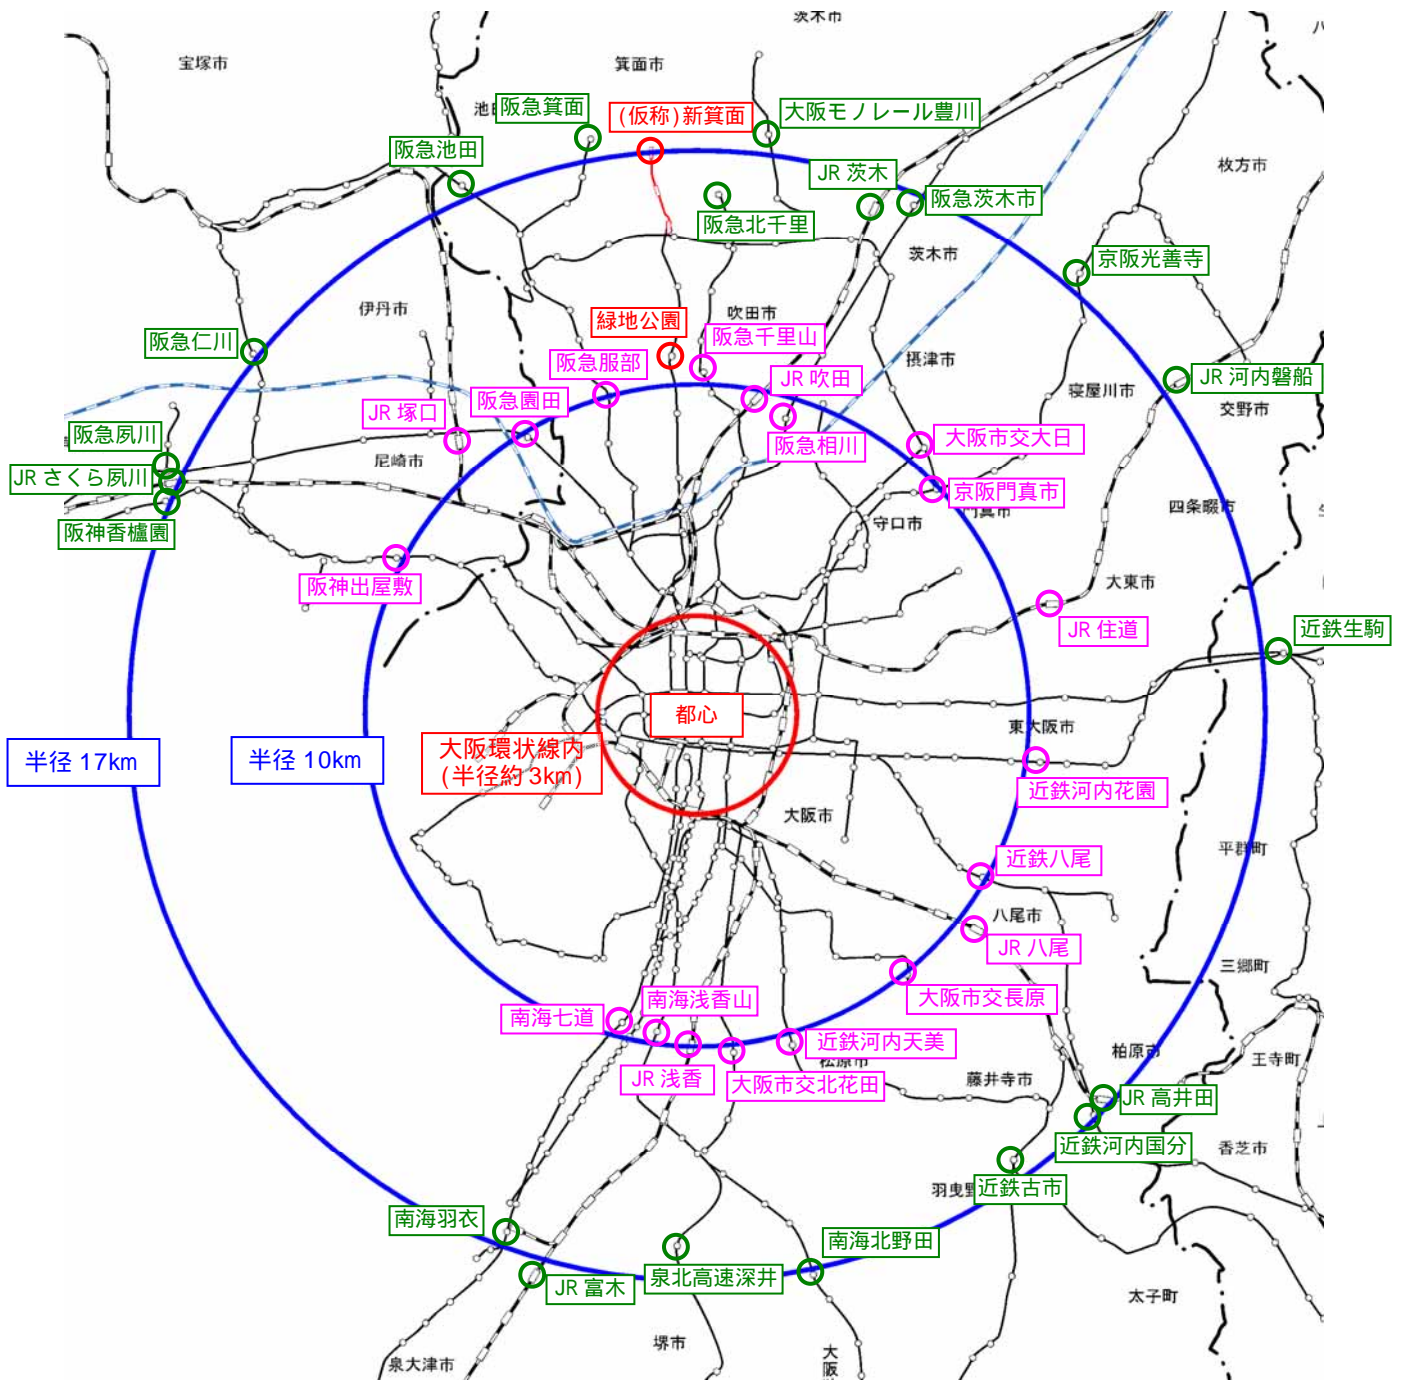 茨木市
宝塚市
箕面市
池田
阪急箕面
(仮称)新箕面
大阪モノレール豊川
阪急池田
JR 茨木
枚方市
阪急茨木市
阪急北千里
茨木市
京阪光善寺
伊丹市
吹田市
緑地公園
阪急仁川
阪急千里山
阪急服部
摂津市
JR 吹田
寝屋川市
JR 河内磐船
交野市
JR 塚口
阪急園田
阪急夙川
阪急相川
大阪市交大日
尼崎市
JR さくら夙川
京阪門真市
四条畷市
阪神香櫨園
守口市
門真市
大東市
阪神出屋敷
JR 住道
近鉄生駒
都心
東大阪市
半径 17km
半径 10km
大阪環状線内
(半径約 3km)
近鉄河内花園
大阪市
平群町
近鉄八尾
八尾市
JR 八尾
三郷町
南海浅香山
大阪市交長原
南海七道
近鉄河内天美
柏原市
王寺町
松原市
JR 浅香
大阪市交北花田
藤井寺市
JR 高井田
近鉄河内国分
香芝市
羽曳野
近鉄古市
南海羽衣
南海北野田
泉北高速深井
JR 富木
太子町
堺市
泉大津市
大阪